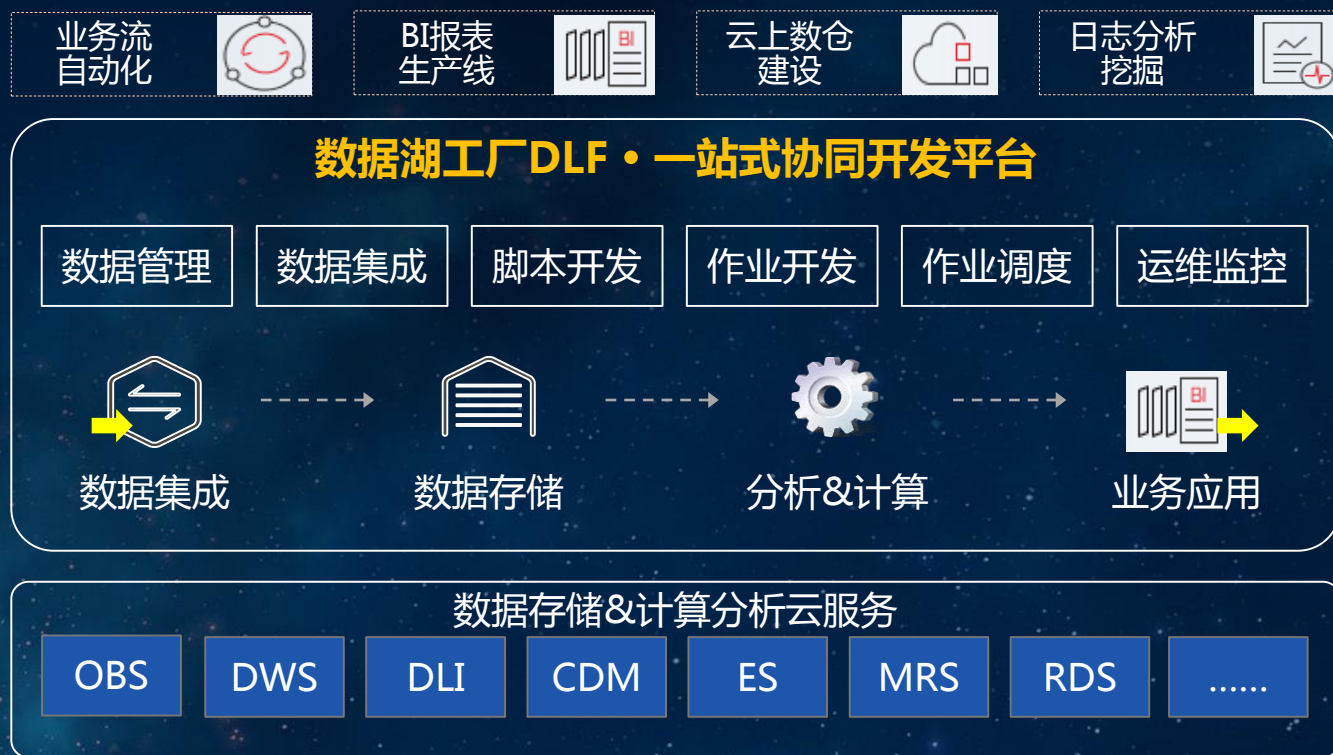 业务流
自动化
BI报表
生产线
BI
云上数仓
建设
日志分析
挖掘
数据湖工厂DLF•一站式协同开发平台
数据管理
数据集成
脚本开发
作业开发
作业调度
运维监控
BI
数据集成
数据存储
分析&计算
业务应用
数据存储&计算分析云服务
OBS
DWS
DLI
CDM
ES
MRS
RDS
......